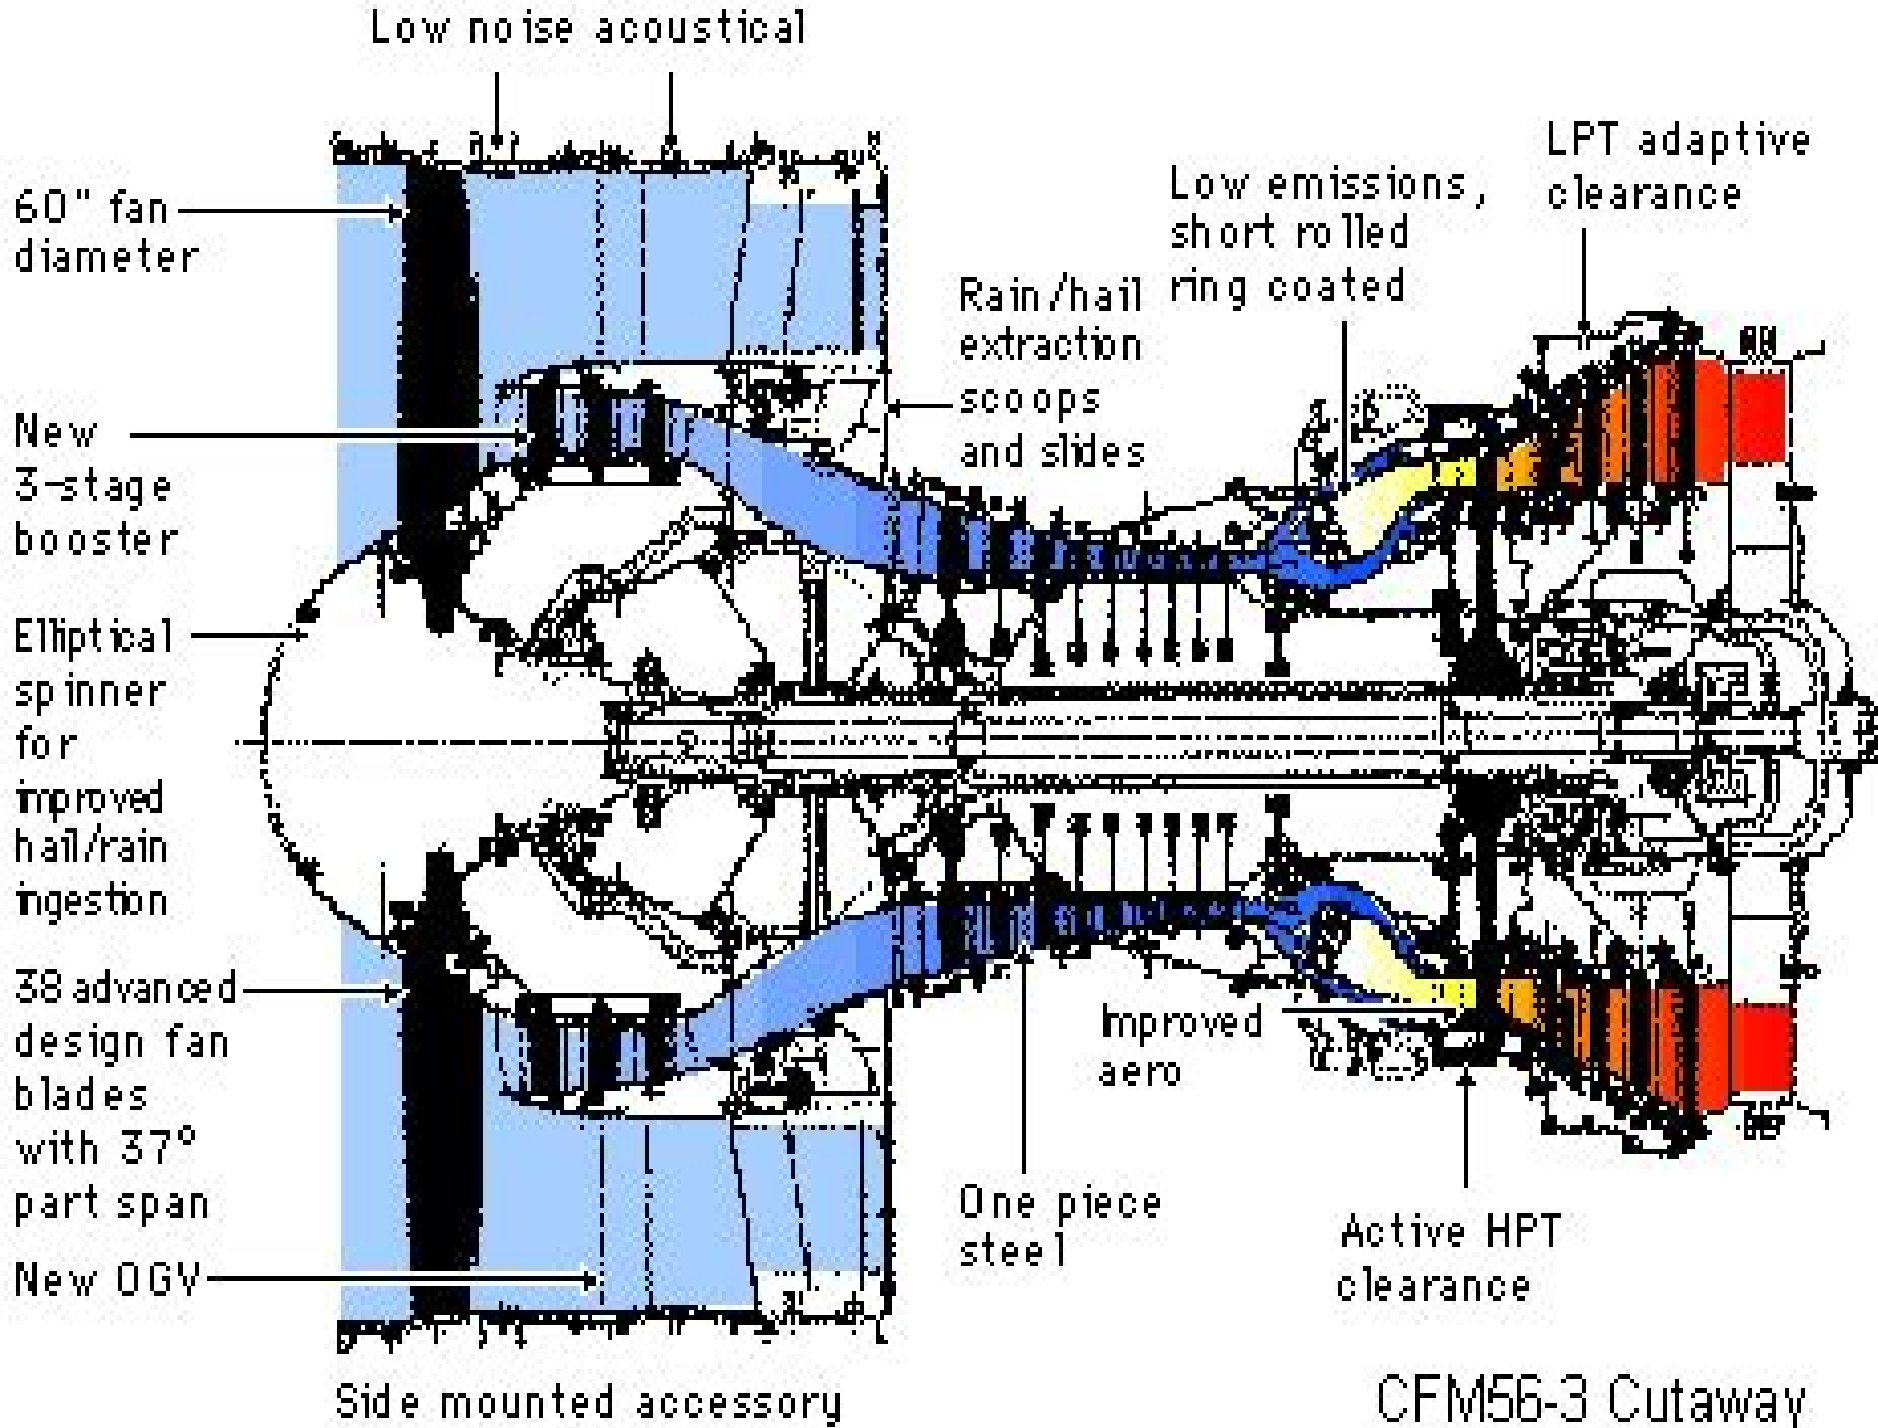 Low noise acoustical
60" fan
diameter
New
3-stage
booster
Elliptical
spinner
for
improved
hail/rain
ingestion
38 advanced
design fan
blades
with 37°
part span
New OGV
Side mounted accessory
Rain/hail
extraction
scoops
and slides
Low emissions,
short rolled
ring coated
LPT adaptive
clearance
Improved
aero
One piece
steel
Active HPT
clearance
CFM56-3 Cutaway